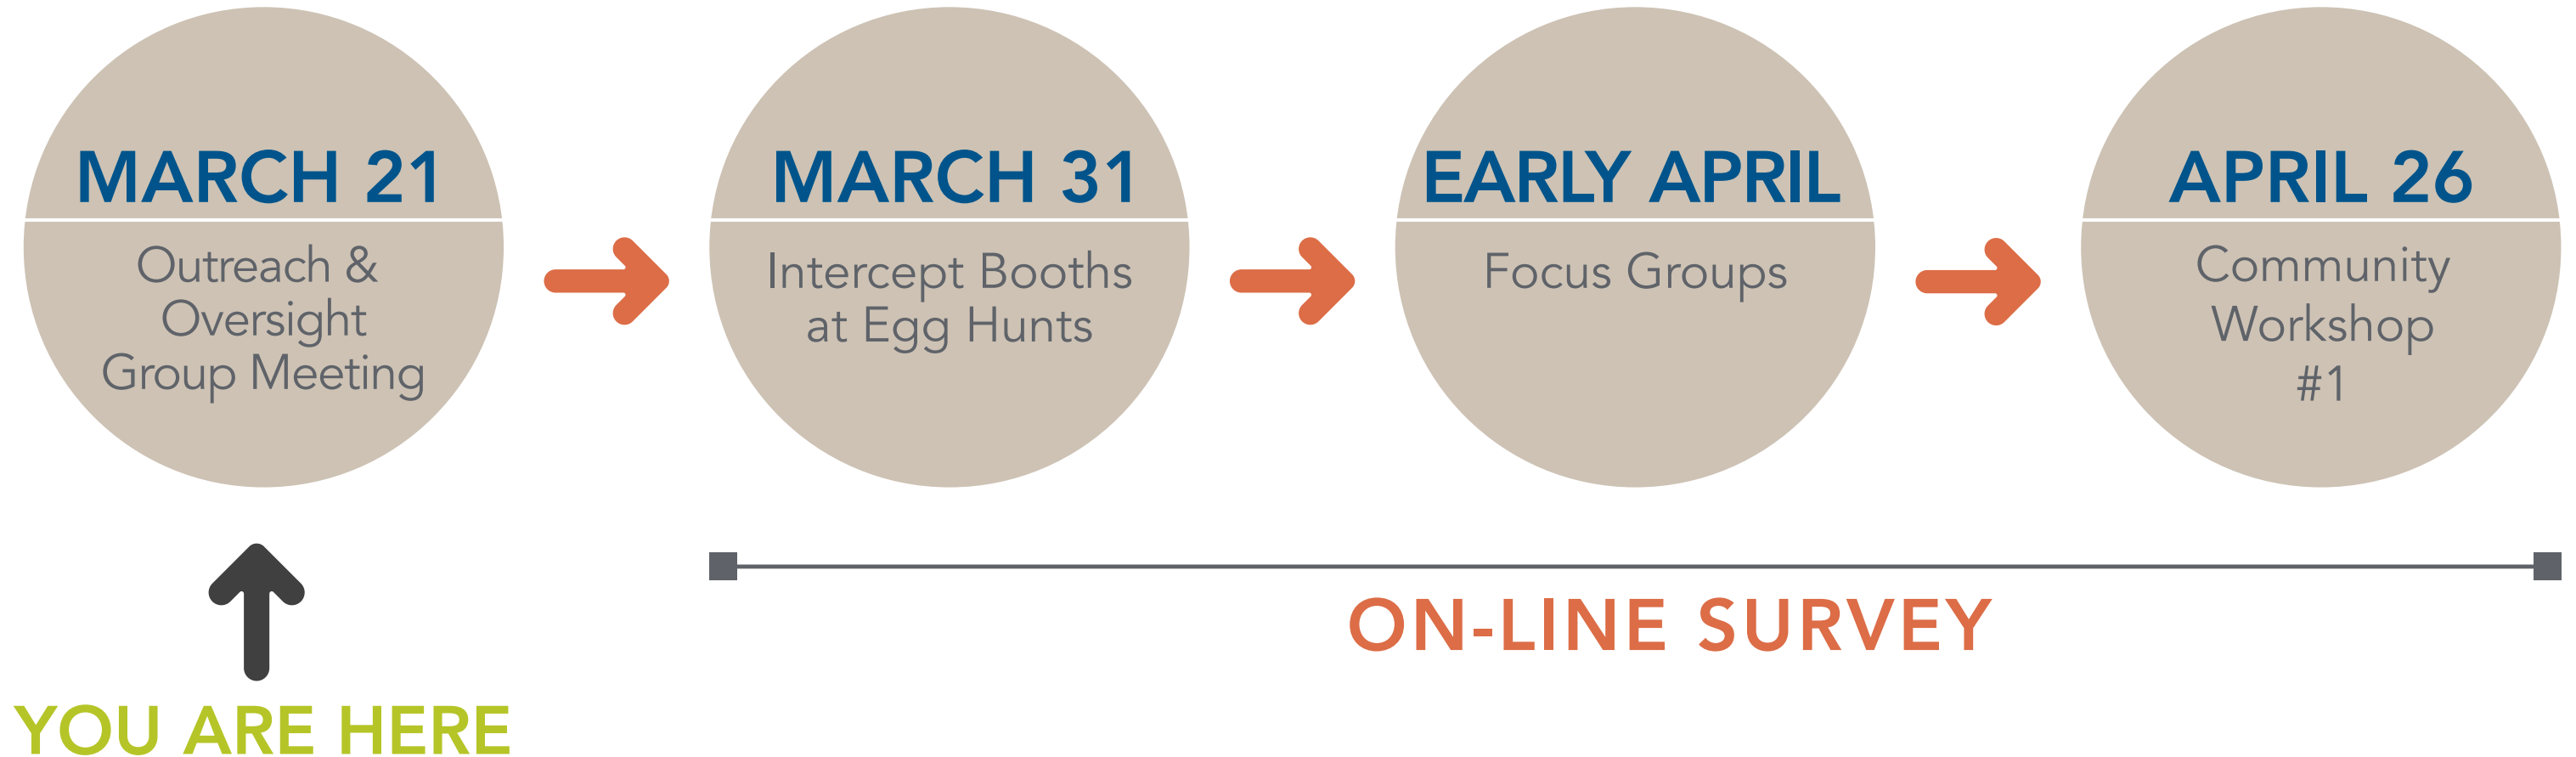 MARCH 21
Outreach &
Oversight
Group Meeting
MARCH 31
Intercept Booths
at Egg Hunts
EARLY APRIL
Focus Groups
APRIL 26
Community
Workshop
#1
ON-LINE SURVEY
YOU ARE HERE